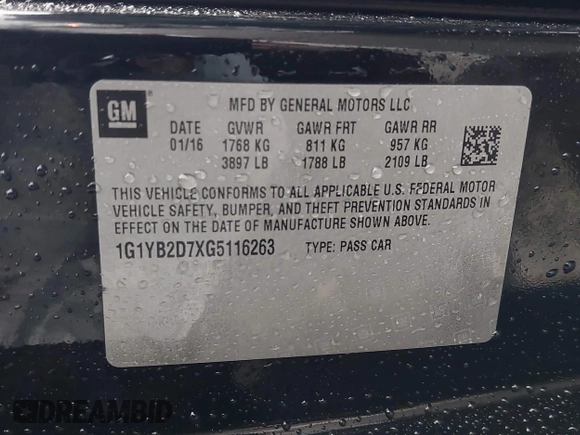 GM
MFD BY GENERAL MOTORS LLC
DATE GVWR GAWR FRT GAWR RR
01/16 1768 KG 811 KG 957 KG
3897 LB 1788 LB 2109 LB
THIS VEHICLE CONFORMS TO ALL APPLICABLE U.S. FEDERAL MOTOR
VEHICLE SAFETY, BUMPER, AND THEFT PREVENTION STANDARDS IN
EFFECT ON THE DATE OF MANUFACTURE SHOWN ABOVE.
1G1YB2D7XG5116263 TYPE: PASS CAR
DREAMBID